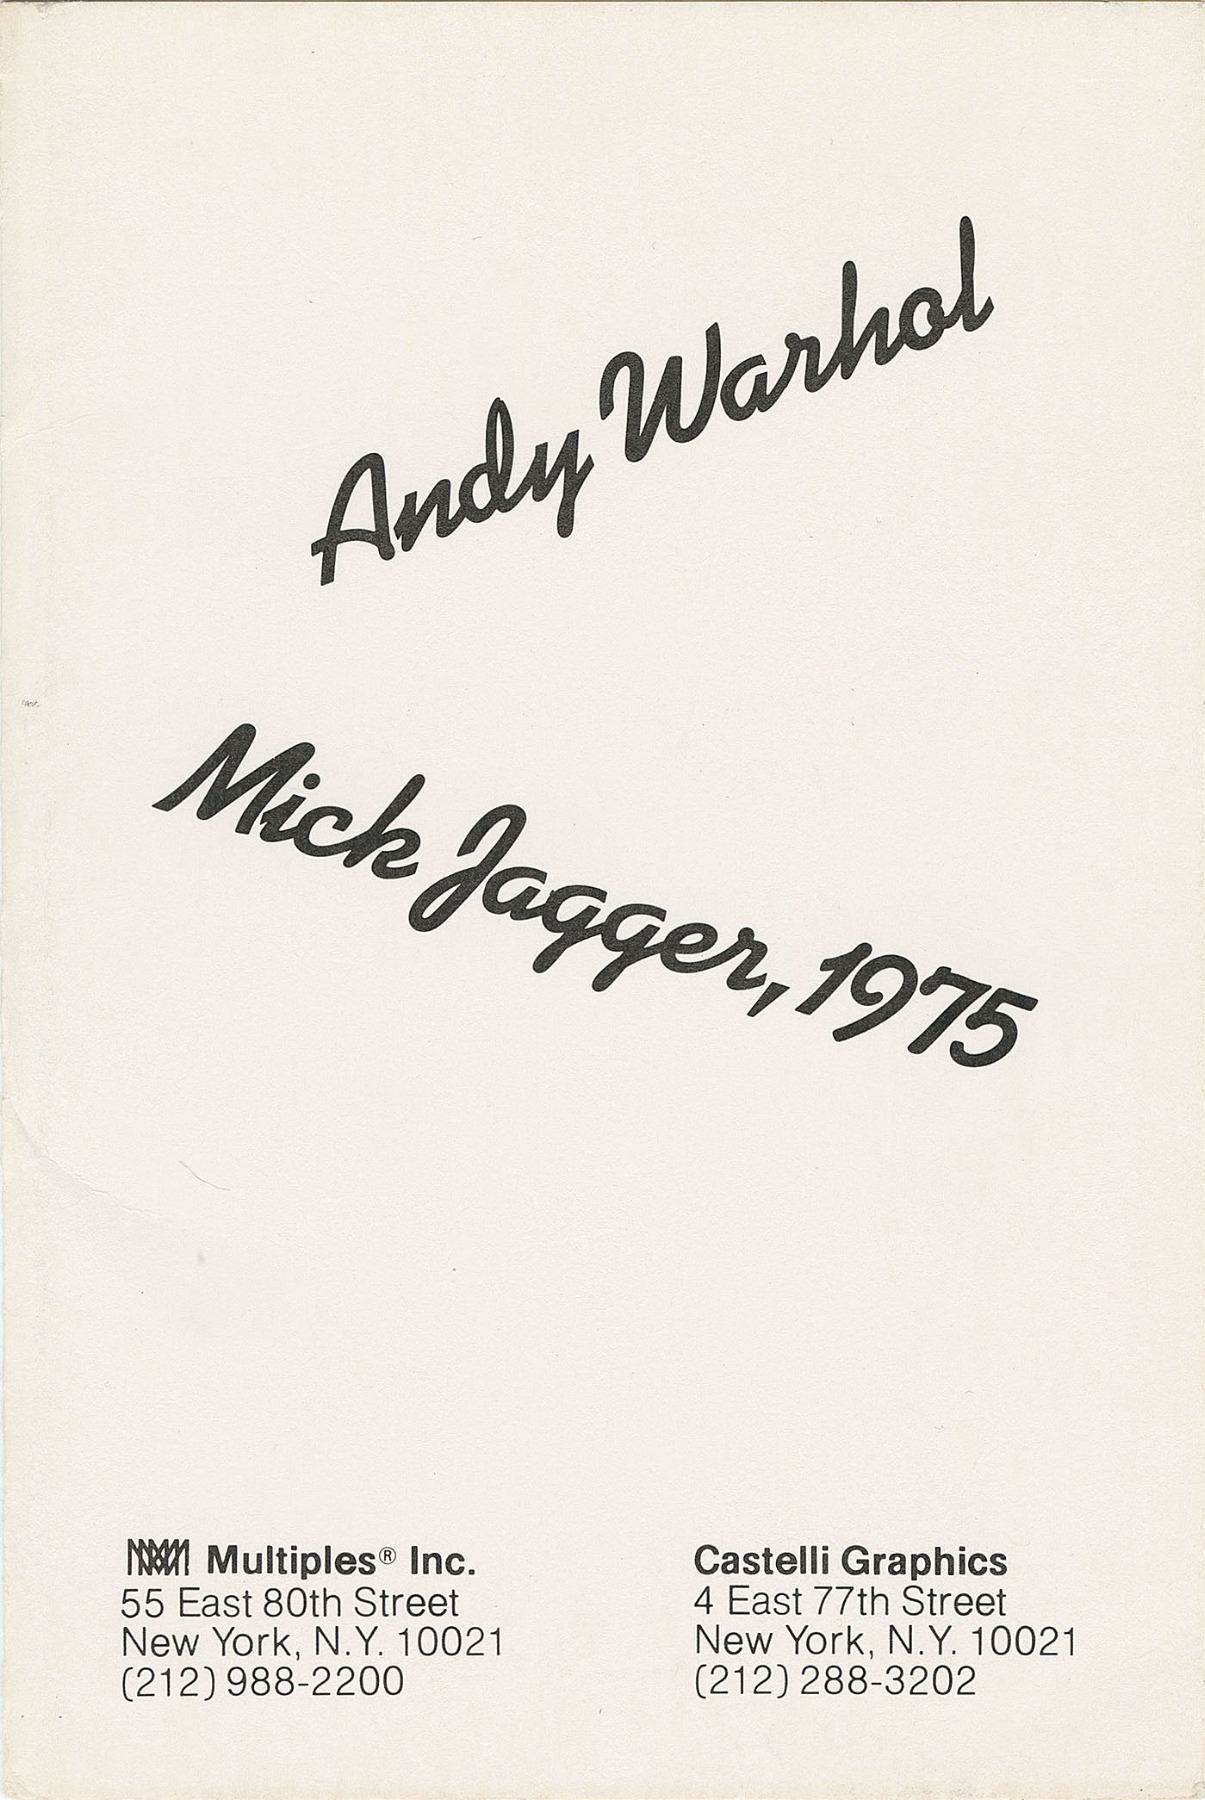 Andy Warhol
Mick Jagger, 1975
Multiples® Inc.
55 East 80th Street
New York, N.Y. 10021
(212) 988-2200
Castelli Graphics
4 East 77th Street
New York, N.Y. 10021
(212) 288-3202